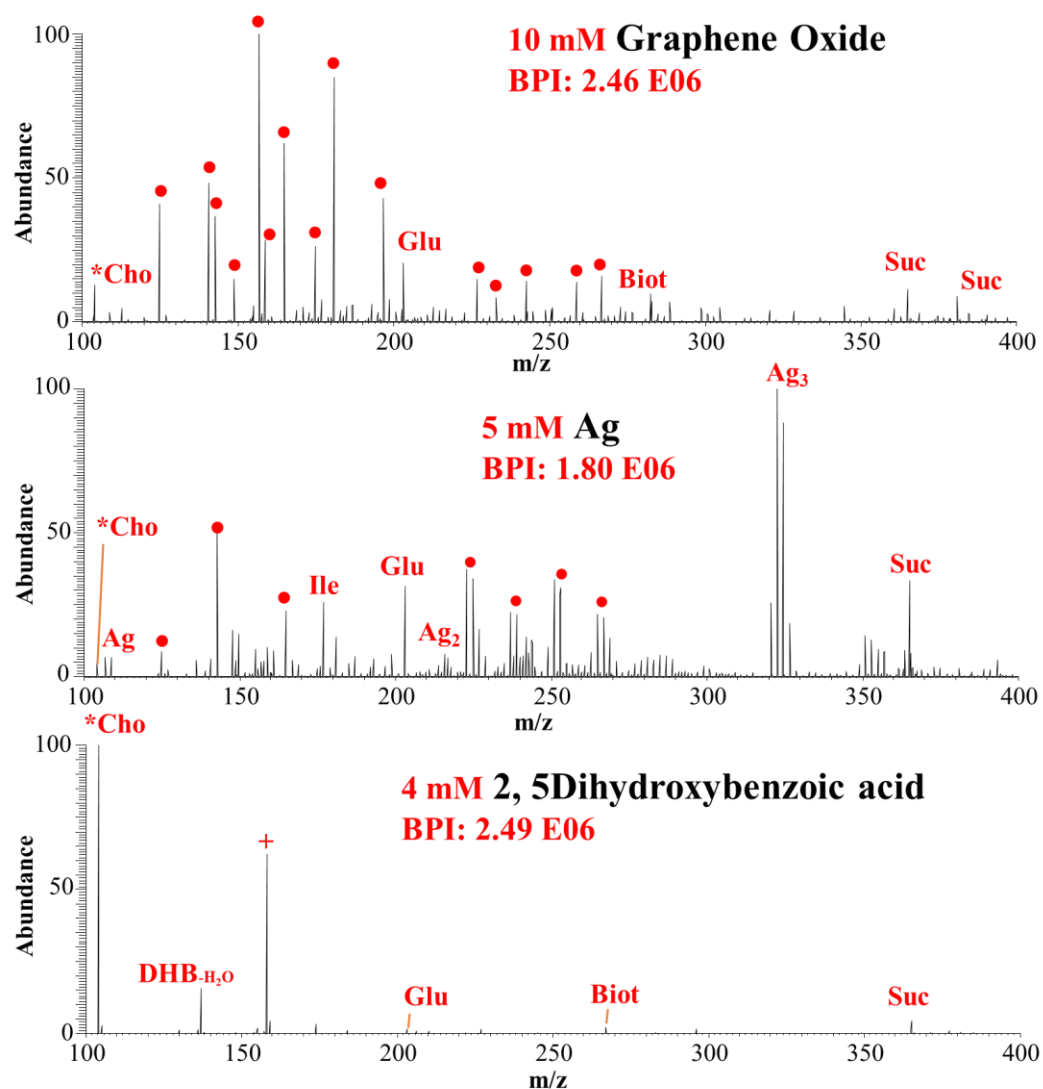 10 mM Graphene Oxide
BPI: 2.46 E06
Abundance
100
50
0
*Cho
Glu
Biot
Suc
Suc
100 150 200 250 300 350 400
m/z
5 mM Ag
BPI: 1.80 E06
Abundance
100
50
0
*Cho
Ag
Ile
Glu
Ag₂
Ag₃
Suc
100 150 200 250 300 350 400
m/z
4 mM 2, 5Dihydroxybenzoic acid
BPI: 2.49 E06
Abundance
100
50
0
*Cho
DHB-H₂O
+
Glu
Biot
Suc
100 150 200 250 300 350 400
m/z